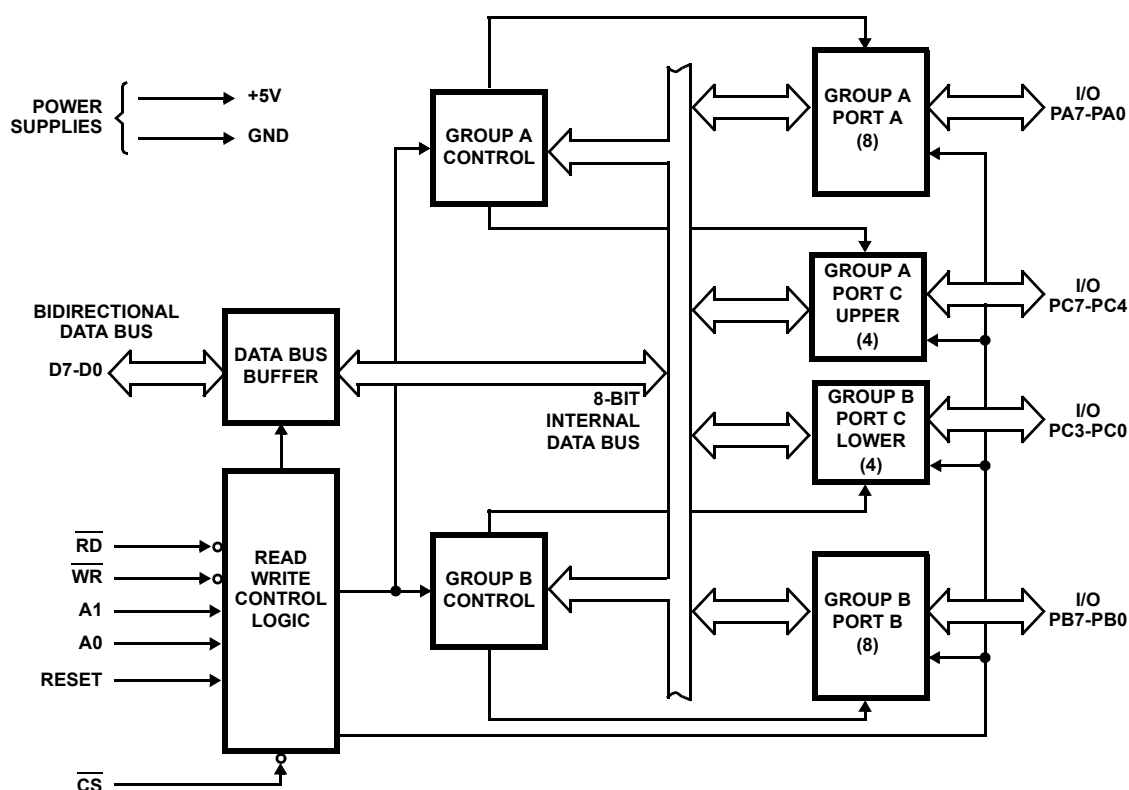 POWER
SUPPLIES
+5V
GND
GROUP A
CONTROL
GROUP A
PORT A
(8)
I/O
PA7-PA0
GROUP A
PORT C
UPPER
(4)
I/O
PC7-PC4
BIDIRECTIONAL
DATA BUS
D7-D0
DATA BUS
BUFFER
8-BIT
INTERNAL
DATA BUS
GROUP B
PORT C
LOWER
(4)
I/O
PC3-PC0
RD
WR
A1
A0
RESET
CS
READ
WRITE
CONTROL
LOGIC
GROUP B
CONTROL
GROUP B
PORT B
(8)
I/O
PB7-PB0